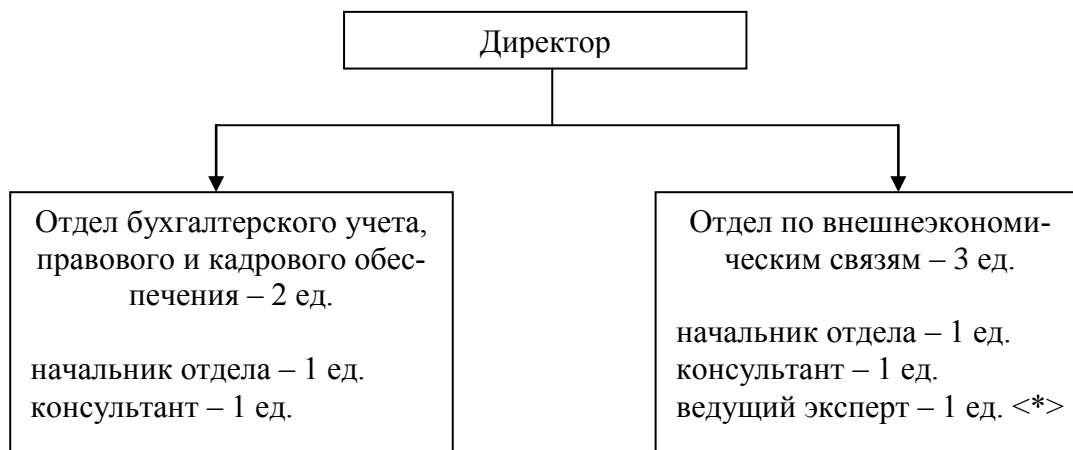 Директор
Отдел бухгалтерского учета,
правового и кадрового обес-
печения – 2 ед.
начальник отдела – 1 ед.
консультант – 1 ед.
Отдел по внешнеэкономи-
ческим связям – 3 ед.
начальник отдела – 1 ед.
консультант – 1 ед.
ведущий эксперт – 1 ед. <*>